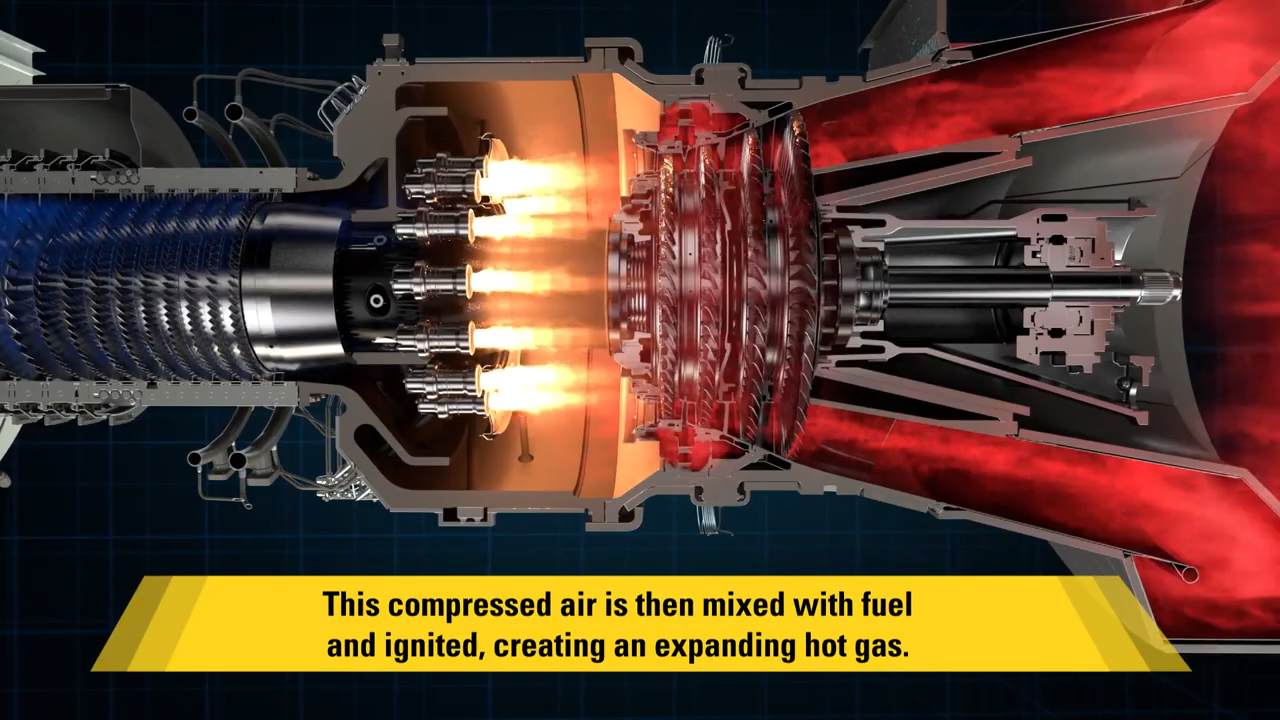 This compressed air is then mixed with fuel
and ignited, creating an expanding hot gas.